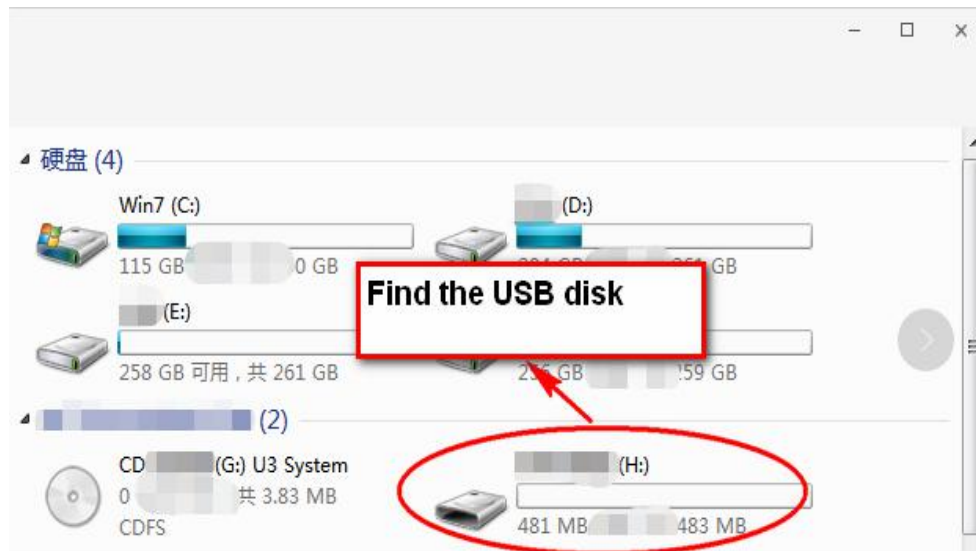 硬盘 (4)
Win7 (C:)
(D:)
115 GB 0 GB
GB
Find the USB disk
(E:)
258 GB 可用，共 261 GB
GB 59 GB
(2)
CD (G:) U3 System
(H:)
0 共 3.83 MB
481 MB 483 MB
CDFS